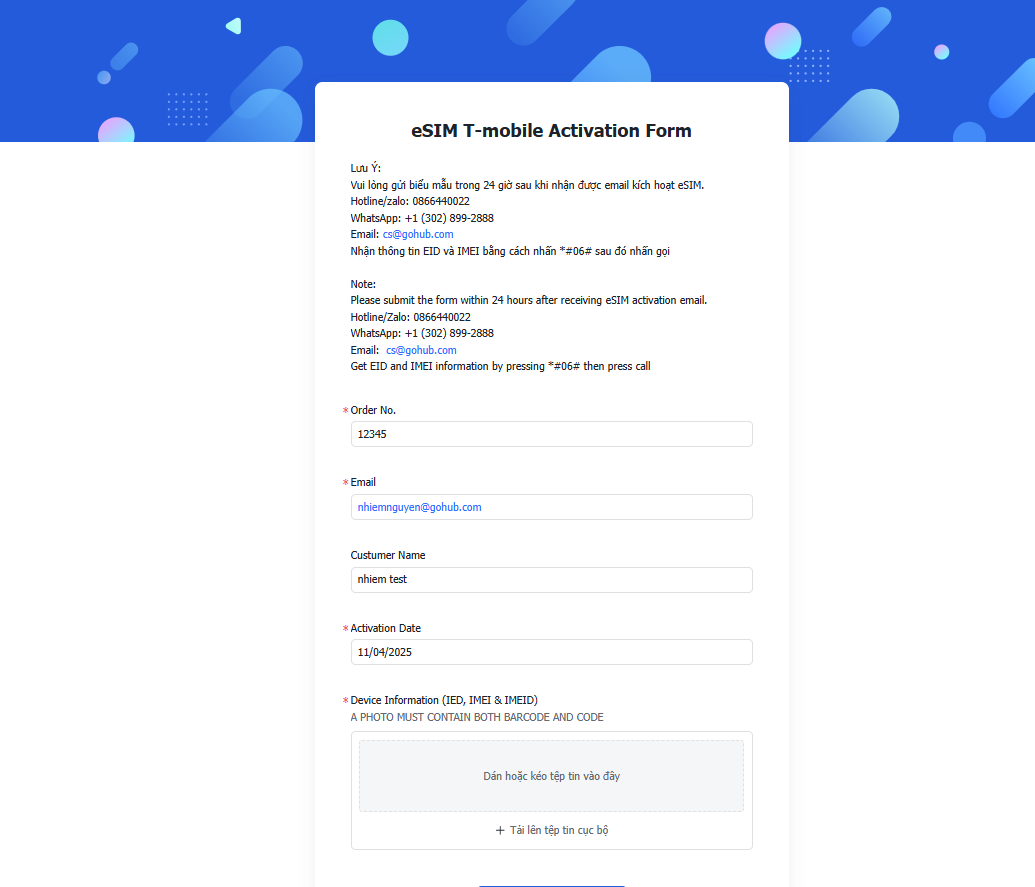 eSIM T-mobile Activation Form
Lưu Ý:
Vui lòng gửi biểu mẫu trong 24 giờ sau khi nhận được email kích hoạt eSIM.
Hotline/zalo: 0866440022
WhatsApp: +1 (302) 899-2888
Email: cs@gohub.com
Nhận thông tin EID và IMEI bằng cách nhấn *#06# sau đó nhấn gọi
Note:
Please submit the form within 24 hours after receiving eSIM activation email.
Hotline/Zalo: 0866440022
WhatsApp: +1 (302) 899-2888
Email: cs@gohub.com
Get EID and IMEI information by pressing *#06# then press call
* Order No.
12345
* Email
nhiemnguyen@gohub.com
Custumer Name
nhiem test
* Activation Date
11/04/2025
* Device Information (IED, IMEI & IMEID)
A PHOTO MUST CONTAIN BOTH BARCODE AND CODE
Dán hoặc kéo tệp tin vào đây
+ Tải lên tệp tin cục bộ